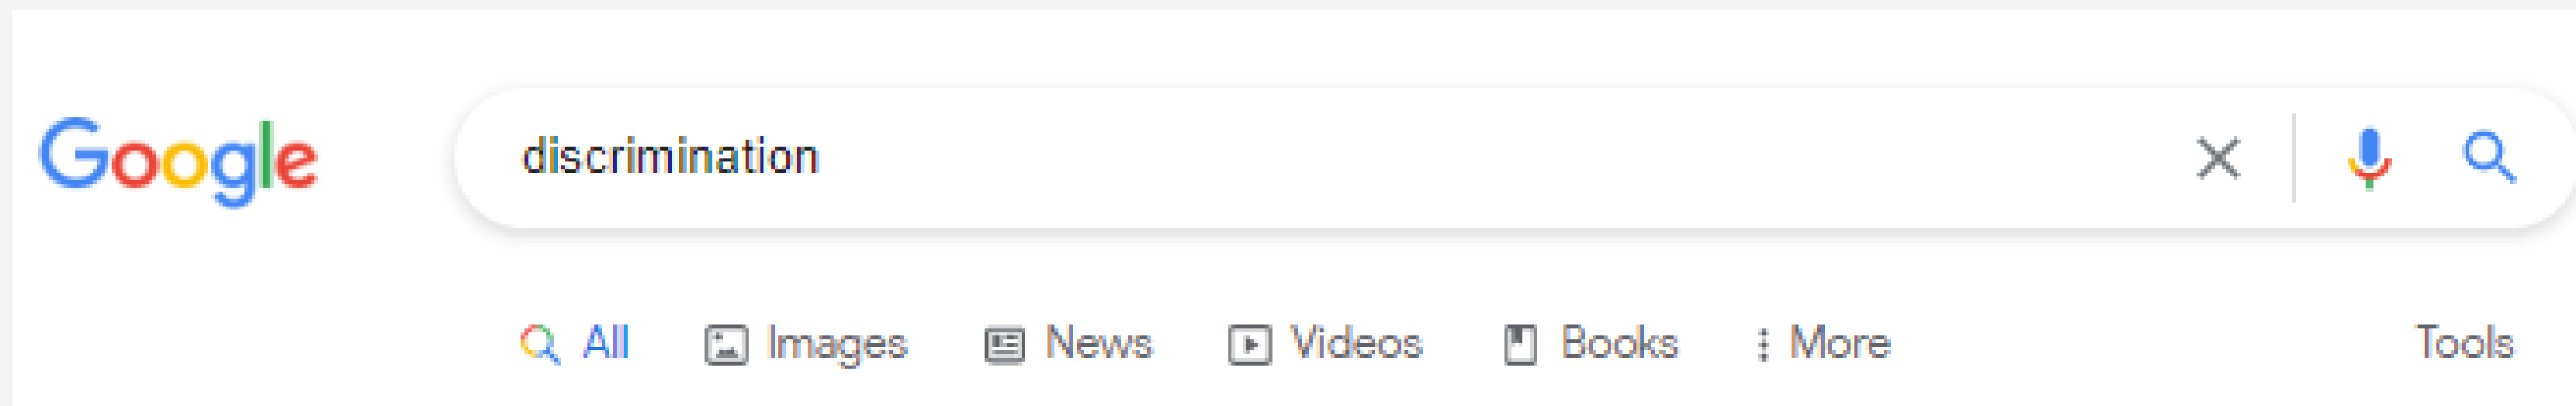 Google discrimination
All Images News Videos Books More Tools